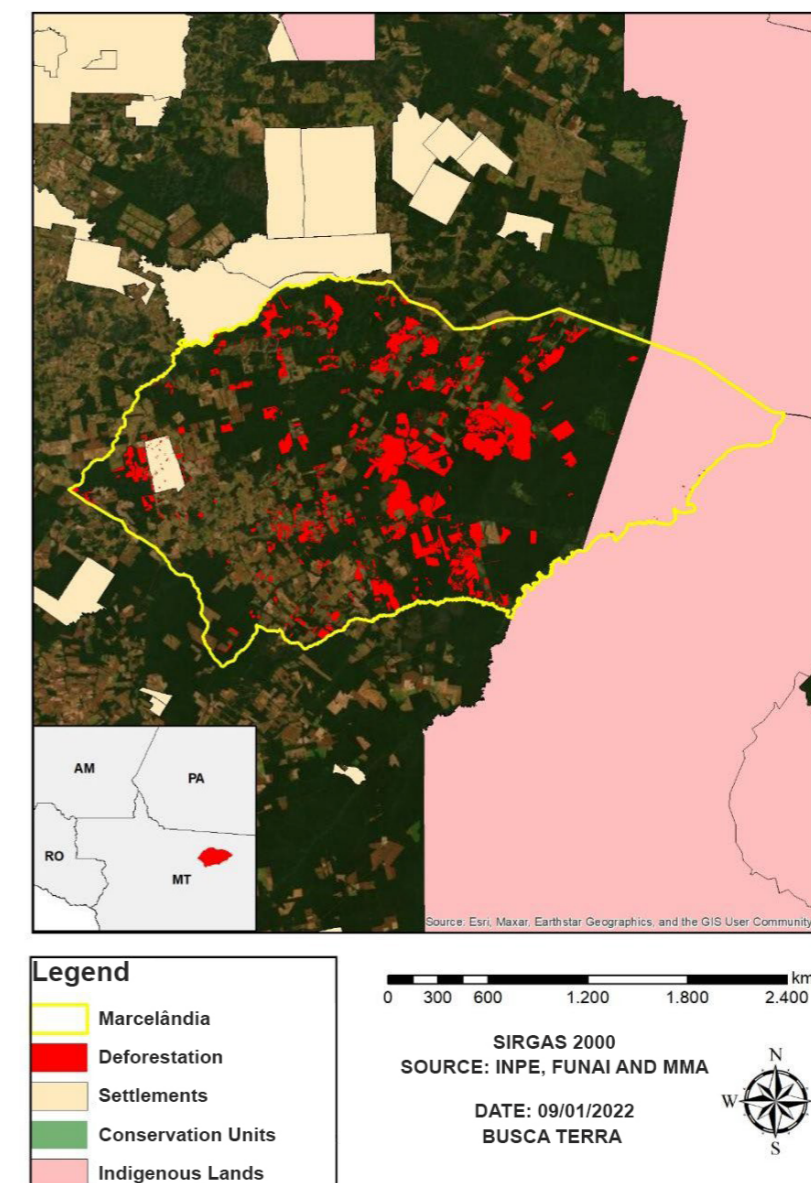 AM
PA
RO
MT
Source: Esri, Maxar, Earthstar Geographics, and the GIS User Community
Legend
Marcelândia
Deforestation
Settlements
Conservation Units
Indigenous Lands
km
0 300 600 1.200 1.800 2.400
SIRGAS 2000
SOURCE: INPE, FUNAI AND MMA
DATE: 09/01/2022
BUSCA TERRA
N
W
S